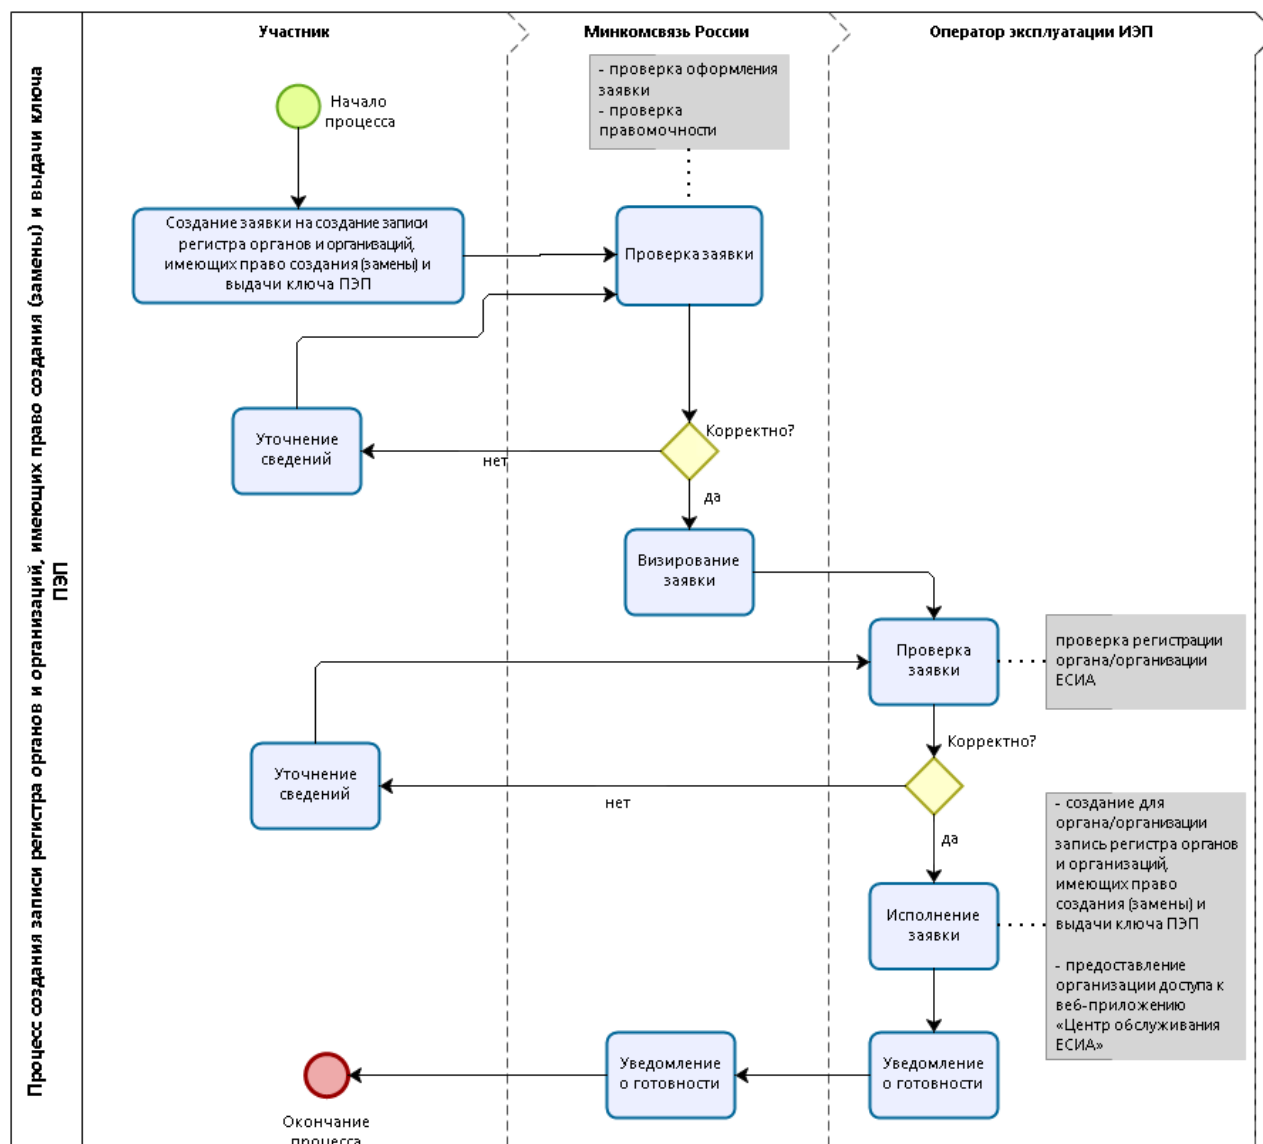 Процесс создания записи регистра органов и организаций, имеющих право создания (замены) и выдачи ключа
ПЭП
Участник
Минкомсвязь России
Оператор эксплуатации ИЭП
Начало
процесса
- проверка оформления
заявки
- проверка
правомочности
Создание заявки на создание записи
регистра органов и организаций,
имеющих право создания (замены) и
выдачи ключа ПЭП
Проверка заявки
Уточнение
сведений
нет
Корректно?
да
Визирование
заявки
Проверка
заявки
проверка регистрации
органа/организации
ЕСИА
Корректно?
Уточнение
сведений
нет
да
- создание для
органа/организации
запись регистра органов
и организаций,
имеющих право
создания (замены) и
выдачи ключа ПЭП
- предоставление
организации доступа к
веб-приложению
«Центр обслуживания
ЕСИА»
Исполнение
заявки
Уведомление
о готовности
Уведомление
о готовности
Окончание
процесса